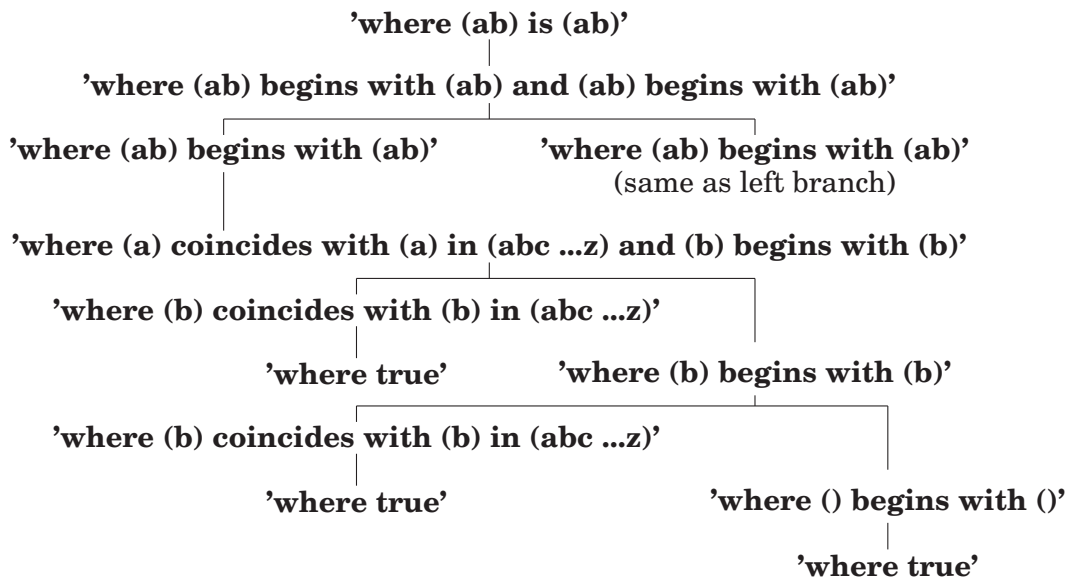 ’where (ab) is (ab)’
’where (ab) begins with (ab) and (ab) begins with (ab)’
’where (ab) begins with (ab)’ ’where (ab) begins with (ab)’
(same as left branch)
’where (a) coincides with (a) in (abc ...z) and (b) begins with (b)’
’where (b) coincides with (b) in (abc ...z)’
’where true’ ’where (b) begins with (b)’
’where (b) coincides with (b) in (abc ...z)’
’where true’ ’where () begins with ()’
’where true’